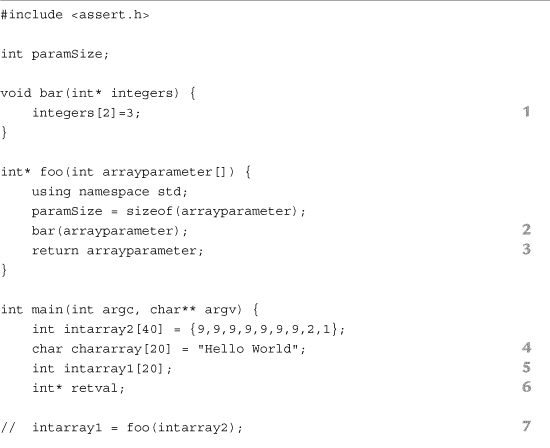 #include <assert.h>
int paramSize;
void bar(int* integers) {
integers[2]=3; 1
}
int* foo(int arrayparameter[]) {
using namespace std;
paramSize = sizeof(arrayparameter);
bar(arrayparameter); 2
return arrayparameter; 3
}
int main(int argc, char** argv) {
int intarray2[40] = {9,9,9,9,9,9,9,2,1};
char chararray[20] = "Hello World"; 4
int intarray1[20]; 5
int* retval; 6
// intarray1 = foo(intarray2); 7